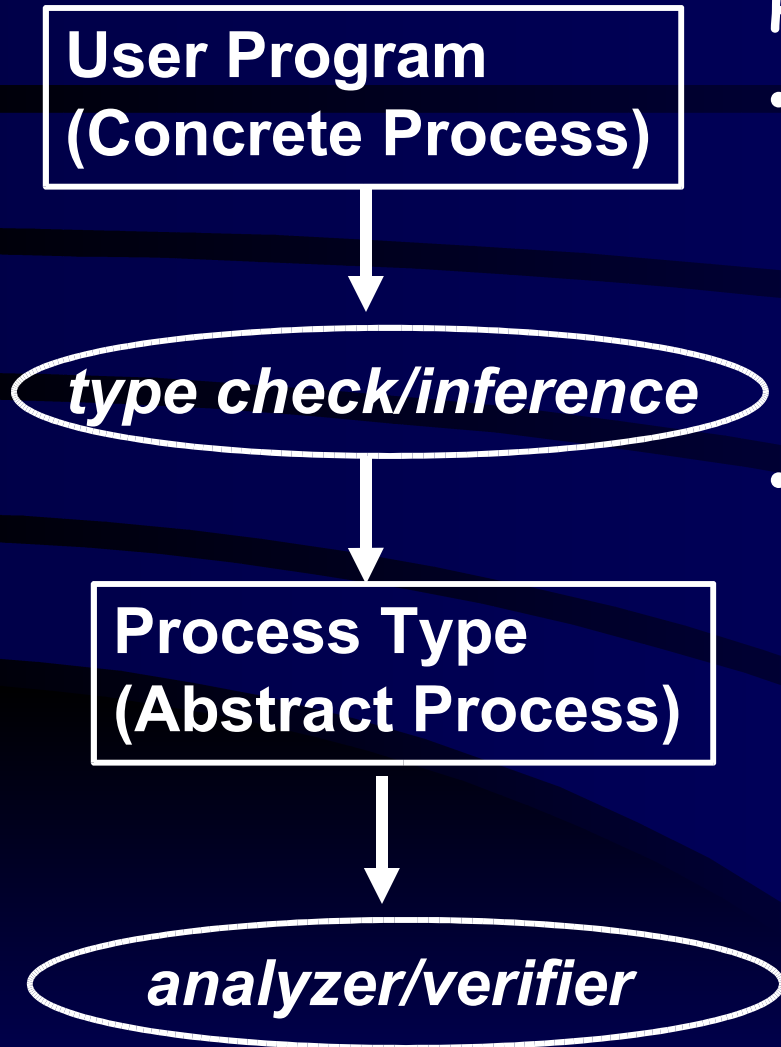 User Program
(Concrete Process)
type check/inference
Process Type
(Abstract Process)
analyzer/verifier